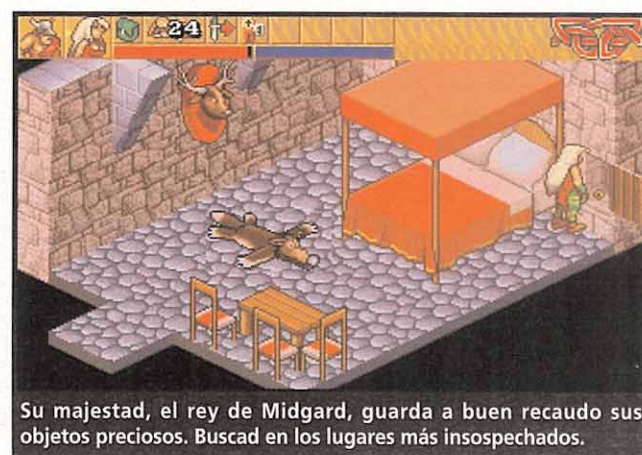 24
Su majestad, el rey de Midgard, guarda a buen recaudo sus
objetos preciosos. Buscad en los lugares más insospechados.